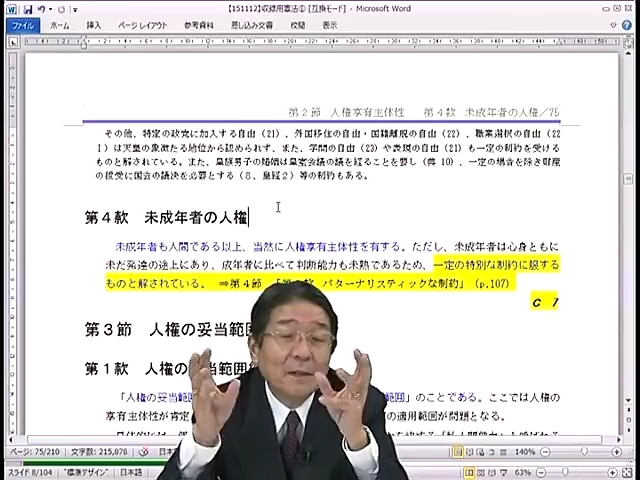 【151112】収録用憲法① [互換モード] - Microsoft Word
ファイル ホーム 挿入 ページ レイアウト 参考資料 差し込み文書 校閲 表示
第2節 人権享有主体性 第4款 未成年者の人権/75
その他、特定の政党に加入する自由（21）、外国移住の自由・国籍離脱の自由（22）、職業選択の自由（22
Ⅰ）は天皇の象徴たる地位から認められず、また、学問の自由（23）や表現の自由（21）も一定の制約を受ける
ものと解されている。また、皇族男子の婚姻は皇室会議の議を経ることを要し（典10）、一定の場合を除き財産
の授受に国会の議決を必要とする（8、皇経2）等の制約もある。
第4款 未成年者の人権
未成年者も人間である以上、当然に人権享有主体性を有する。ただし、未成年者は心身ともに
未だ発達の途上にあり、成年者に比べて判断能力も未熟であるため、一定の特別な制約に服する
ものと解されている。 ⇒第4節 パターナリスティックな制約」（p.107）
C 7
第3節 人権の妥当範
第1款 人権の
「人権の妥当範 範囲」のことである。ここでは人権の
享有主体性が肯定 の適用範囲が問題となる。
ページ: 75/210 文字数: 215,878 日本語 140%
スライド 8/104 "標準デザイン" 日本語 63%